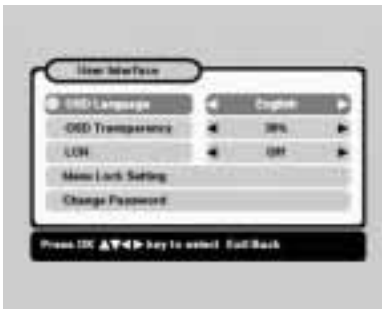 User Interface
OSD Language English
OSD Transparency 30%
LCN Off
Menu Lock Setting
Change Password
Press OK ▲▼◀▶ key to select Exit/Back